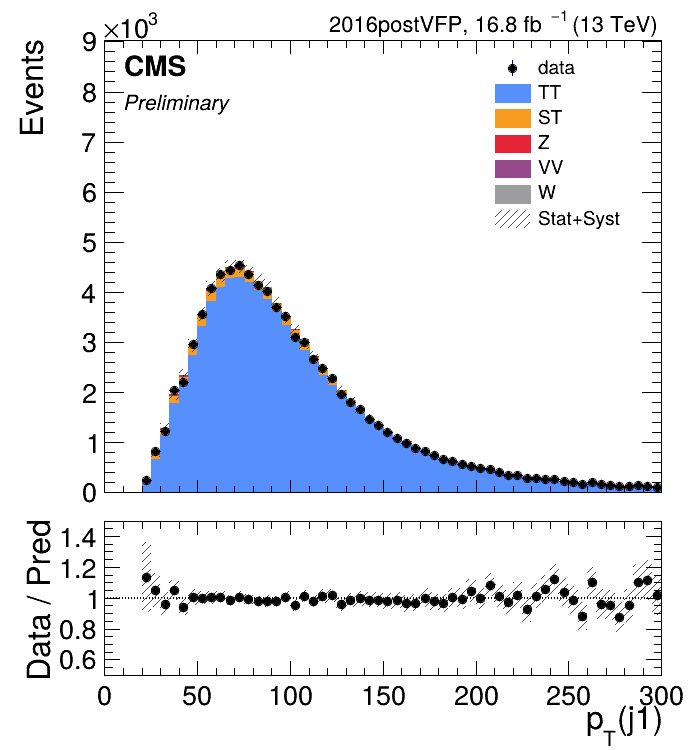 ×10³
2016postVFP, 16.8 fb⁻¹ (13 TeV)
CMS
Preliminary
Events
9
8
7
6
5
4
3
2
1
0
data
TT
ST
Z
VV
W
Stat+Syst
Data / Pred
1.4
1.2
1
0.8
0.6
0 50 100 150 200 250 300
p_T(j1)